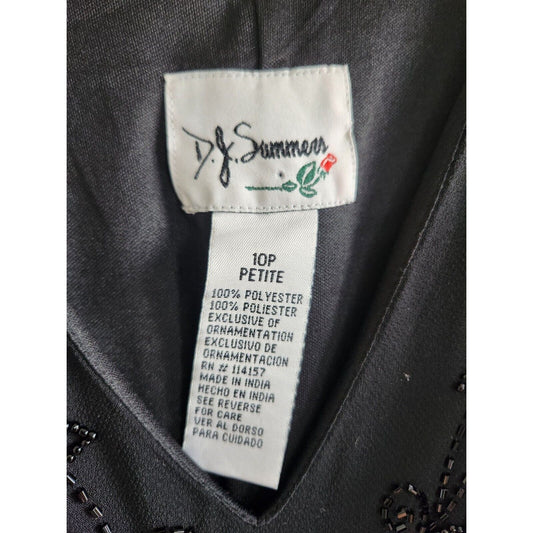 D.J. Summers
10P
PETITE
100% POLYESTER
100% POLIESTER
EXCLUSIVE OF
ORNAMENTATION
EXCLUSIVO DE
ORNAMENTACION
RN # 114157
MADE IN INDIA
HECHO EN INDIA
SEE REVERSE
FOR CARE
VER AL DORSO
PARA CUIDADO